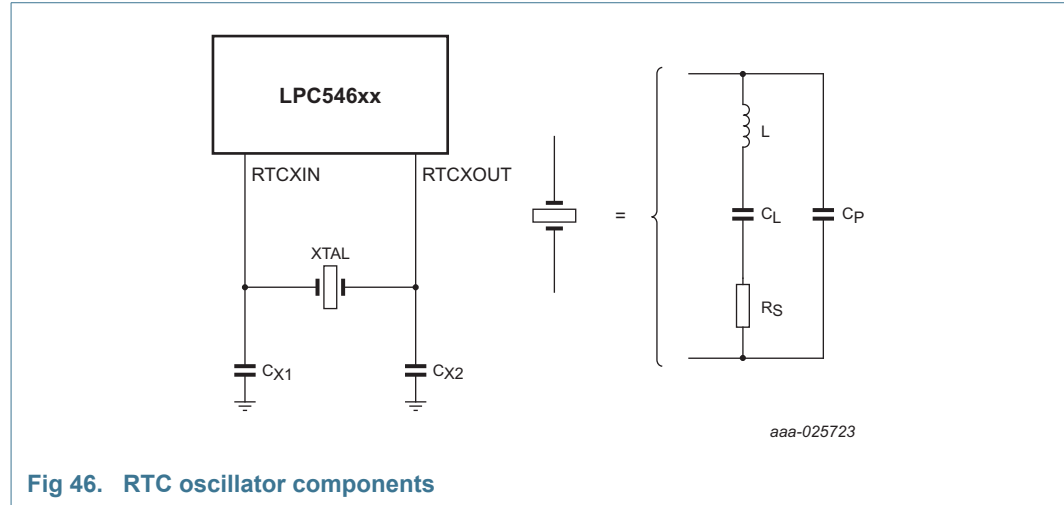 LPC546xx
RTCXIN
RTCXOUT
XTAL
CX1
CX2
=
L
CL
CP
RS
aaa-025723
Fig 46. RTC oscillator components